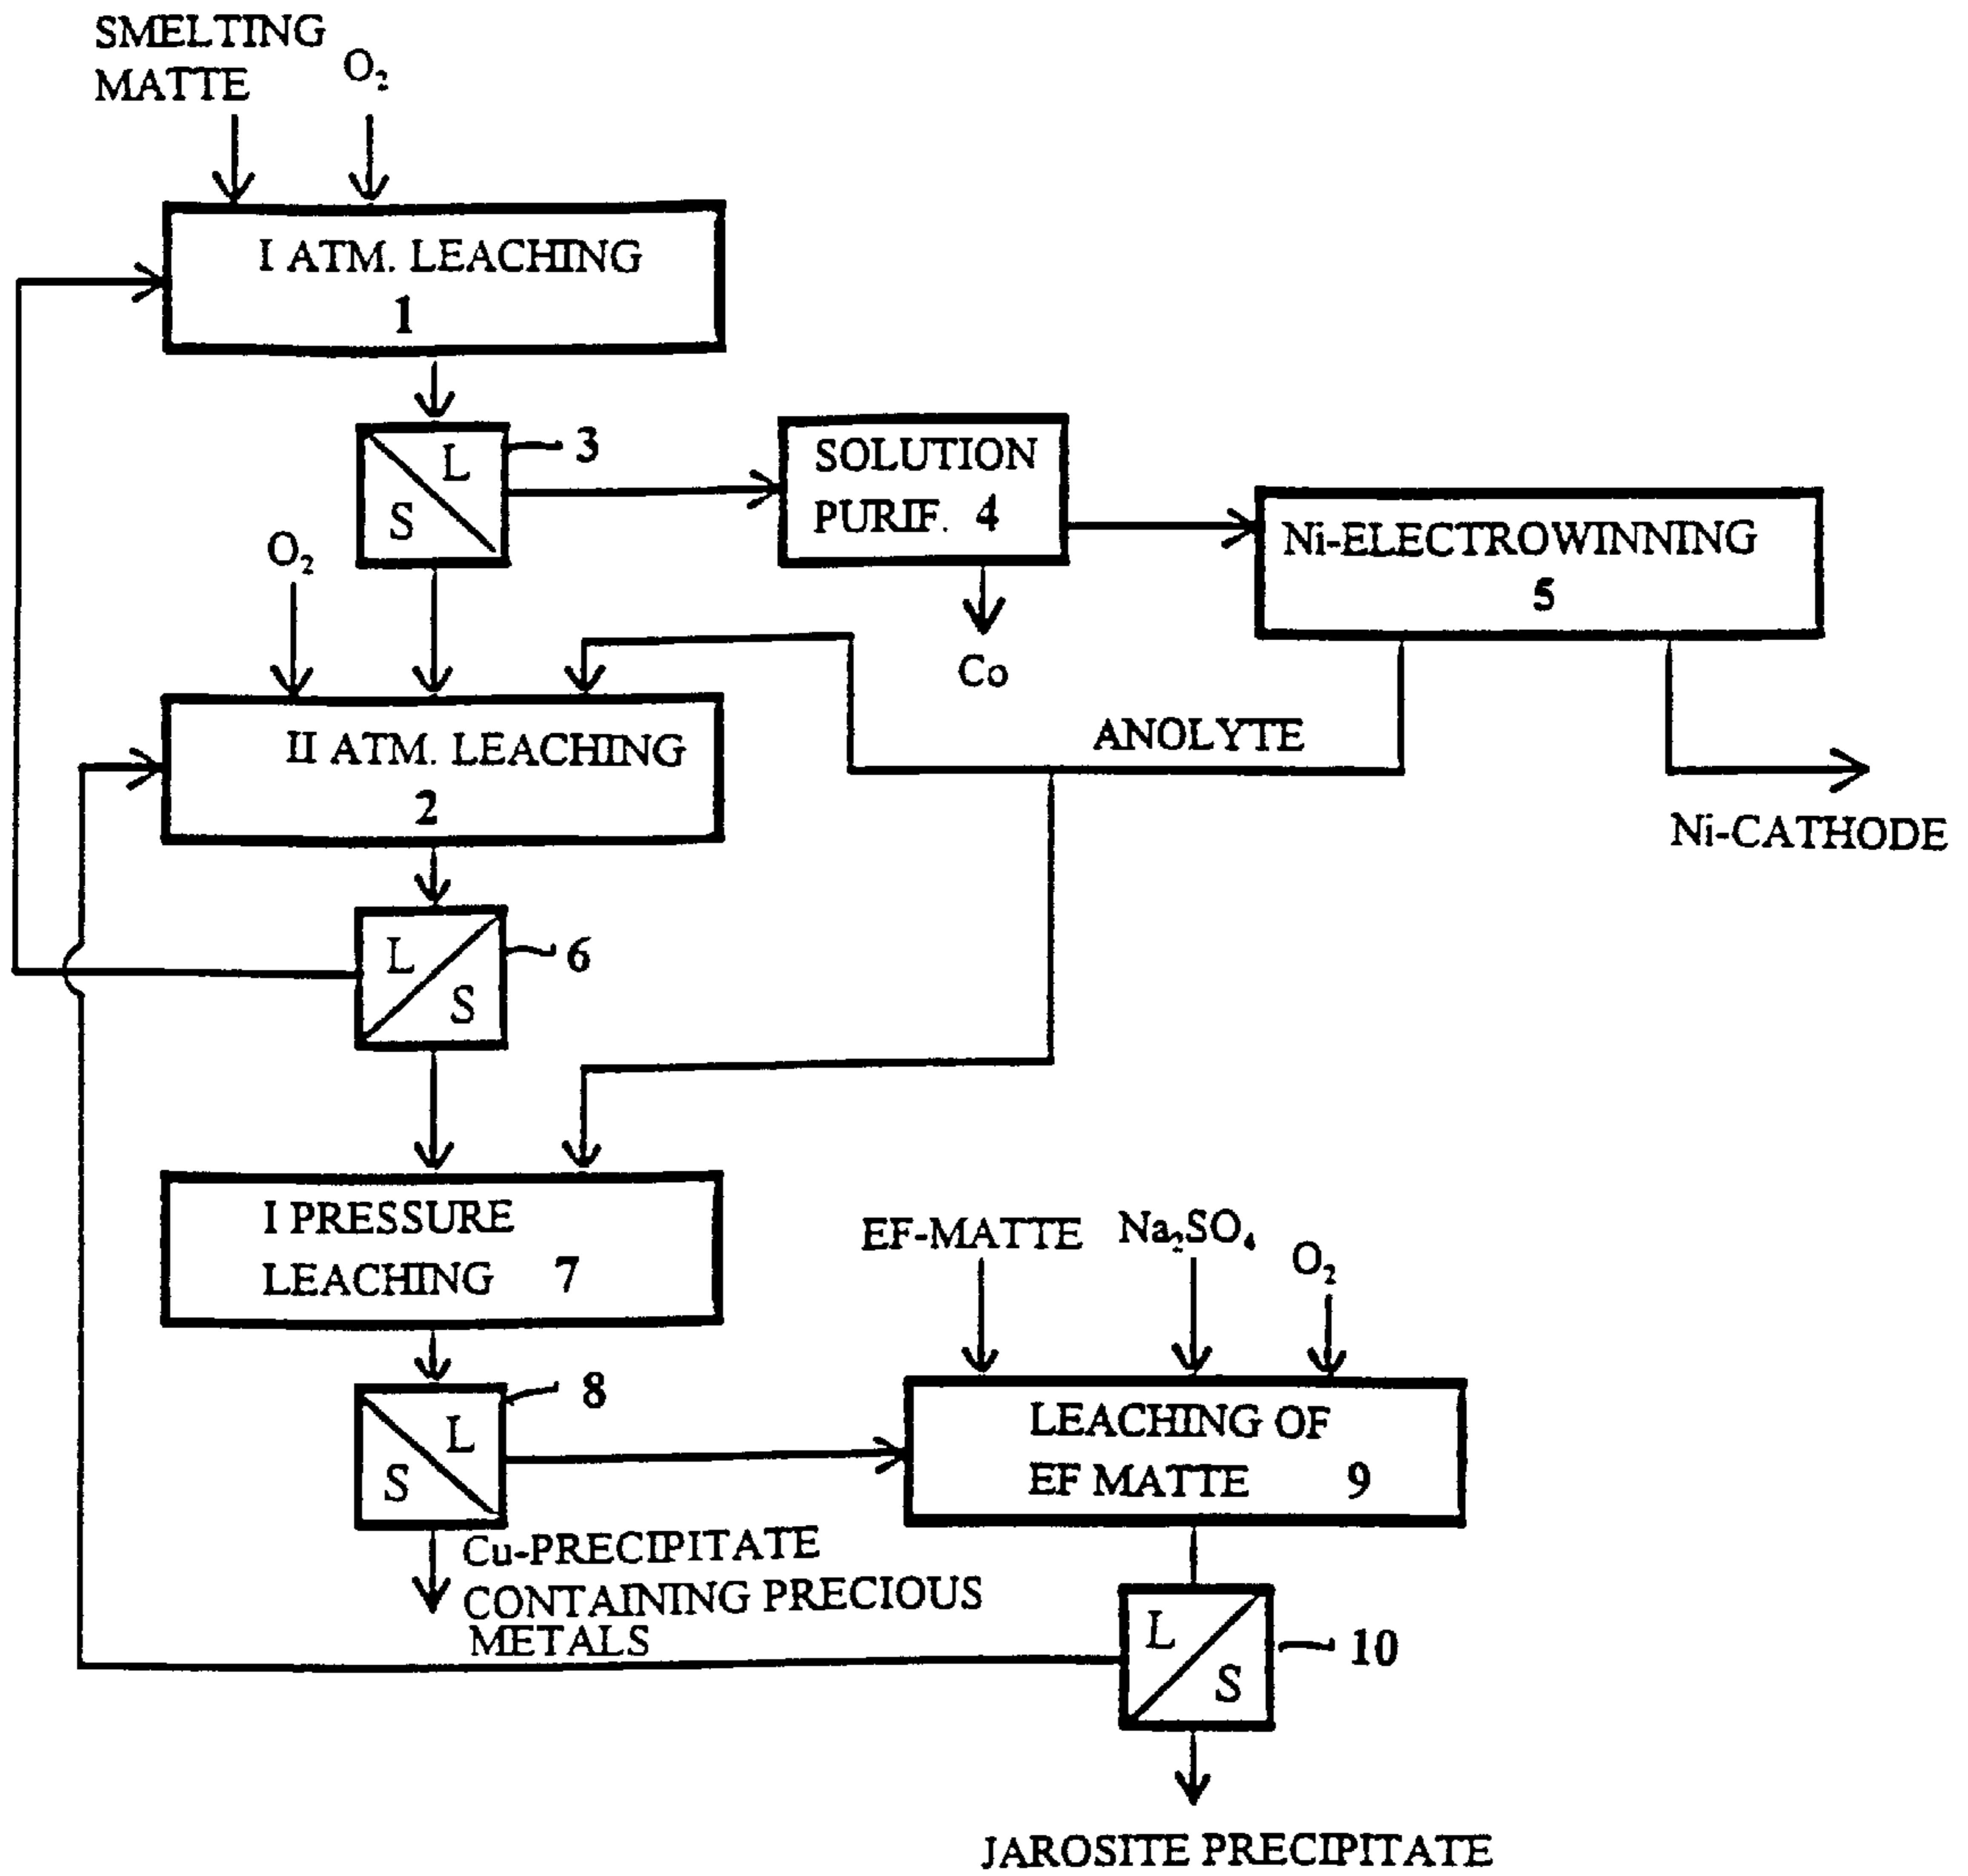 SMELTING
MATTE
O₂
I ATM. LEACHING
1
L
S
3
SOLUTION
PURIF. 4
Ni-ELECTROWINNING
5
O₂
Co
ANOLYTE
II ATM. LEACHING
2
Ni-CATHODE
L
S
6
I PRESSURE
LEACHING 7
EF-MATTE
Na₂SO₄
O₂
L
S
8
LEACHING OF
EF MATTE 9
Cu-PRECIPITATE
CONTAINING PRECIOUS
METALS
L
S
10
JAROSITE PRECIPITATE